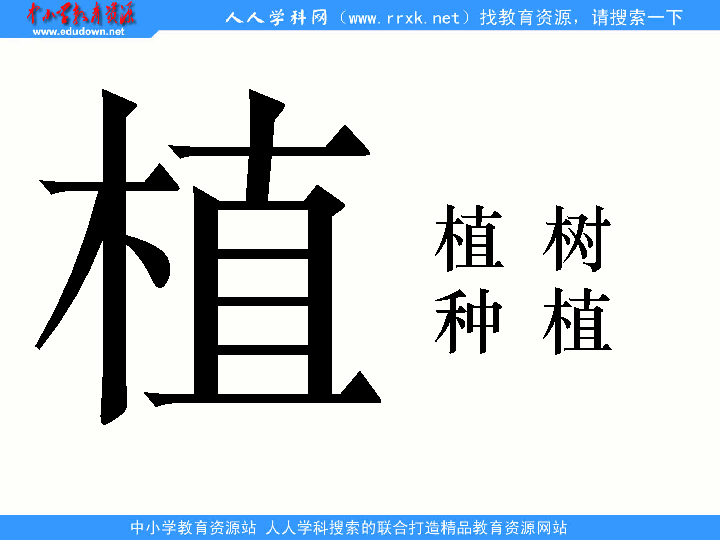 中小学教育资源
www.edudown.net
人人学科网（www.rrxk.net）找教育资源，请搜索一下
植
植 树
种 植
中小学教育资源站 人人学科搜索的联合打造精品教育资源网站